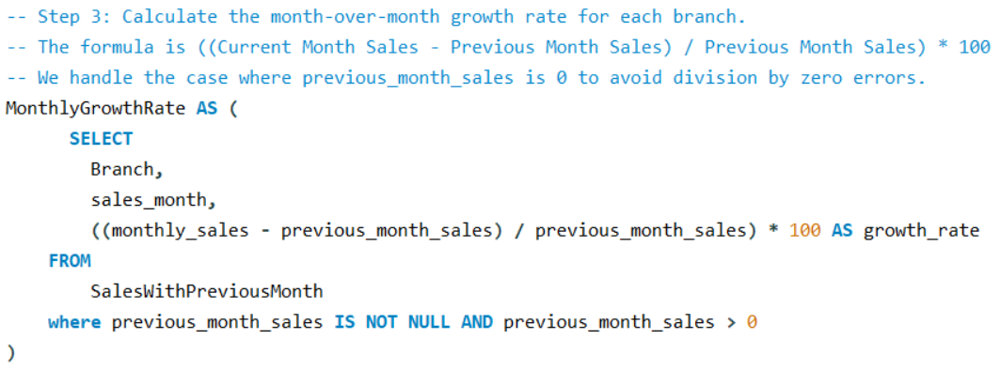 -- Step 3: Calculate the month-over-month growth rate for each branch.
-- The formula is ((Current Month Sales - Previous Month Sales) / Previous Month Sales) * 100
-- We handle the case where previous_month_sales is 0 to avoid division by zero errors.
MonthlyGrowthRate AS (
SELECT
Branch,
sales_month,
((monthly_sales - previous_month_sales) / previous_month_sales) * 100 AS growth_rate
FROM
SalesWithPreviousMonth
where previous_month_sales IS NOT NULL AND previous_month_sales > 0
)